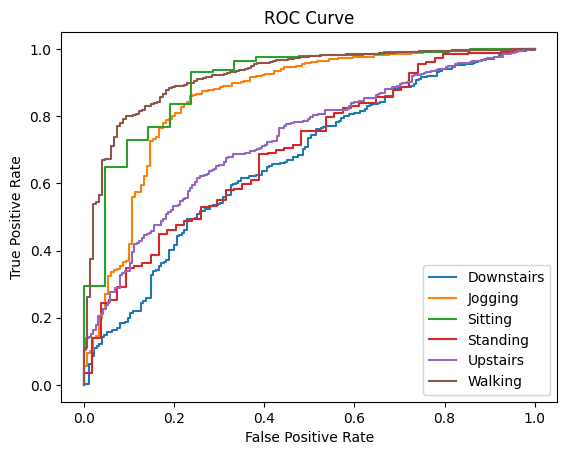 ROC Curve
True Positive Rate
1.0
0.8
0.6
0.4
0.2
0.0
0.0 0.2 0.4 0.6 0.8 1.0
False Positive Rate
Downstairs
Jogging
Sitting
Standing
Upstairs
Walking